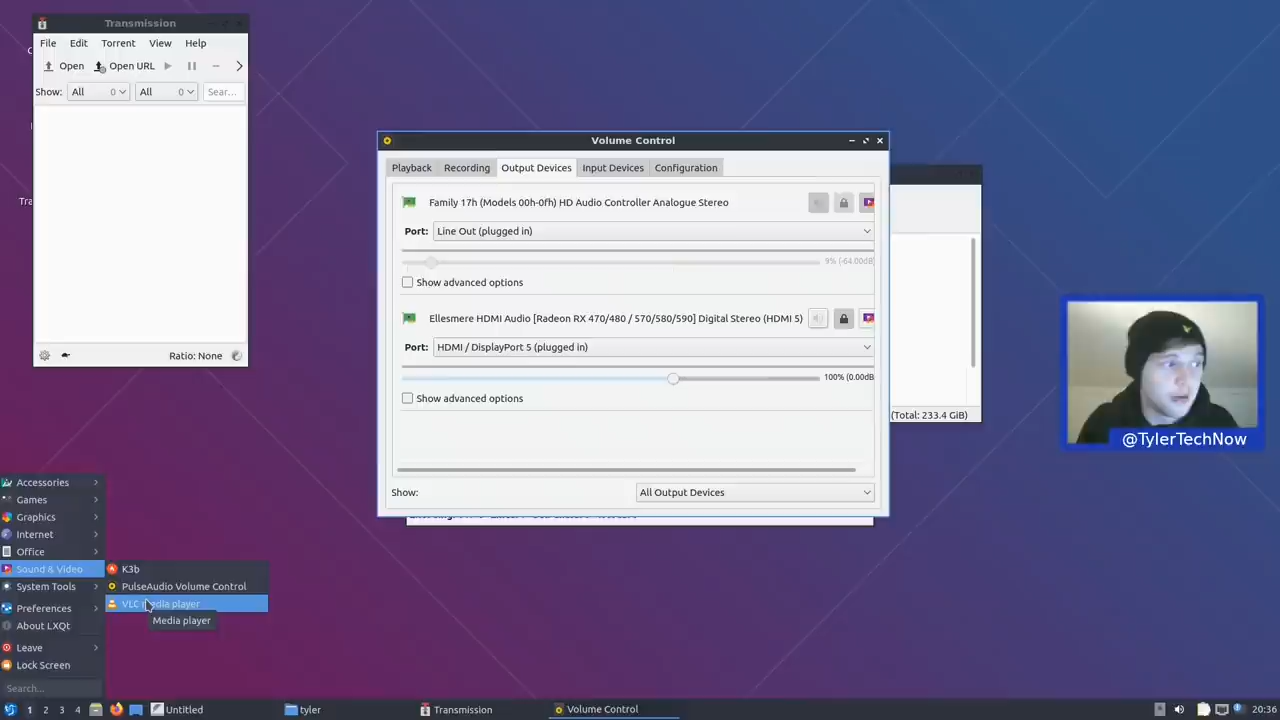 Transmission
File Edit Torrent View Help
Open Open URL
Show: All 0 All 0 Sear...
Ratio: None
Volume Control
Playback Recording Output Devices Input Devices Configuration
Family 17h (Models 00h-0fh) HD Audio Controller Analogue Stereo
Port: Line Out (plugged in)
9% (-64.00dB
Show advanced options
Ellesmere HDMI Audio [Radeon RX 470/480 / 570/580/590] Digital Stereo (HDMI 5)
Port: HDMI / DisplayPort 5 (plugged in)
100% (0.00dB
Show advanced options
Show: All Output Devices
(Total: 233.4 GiB)
@TylerTechNow
Tra
Accessories
Games
Graphics
Internet
Office
Sound & Video
System Tools
Preferences
About LXQt
Leave
Lock Screen
Search...
K3b
PulseAudio Volume Control
VLC media player
Media player
1 2 3 4 Untitled tyler Transmission Volume Control 20:36